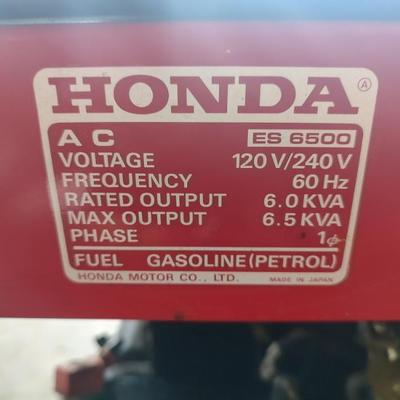 HONDA
A
AC ES 6500
VOLTAGE 120 V/240 V
FREQUENCY 60 Hz
RATED OUTPUT 6.0 KVA
MAX OUTPUT 6.5 KVA
PHASE 1ϕ
FUEL GASOLINE(PETROL)
HONDA MOTOR CO., LTD. MADE IN JAPAN